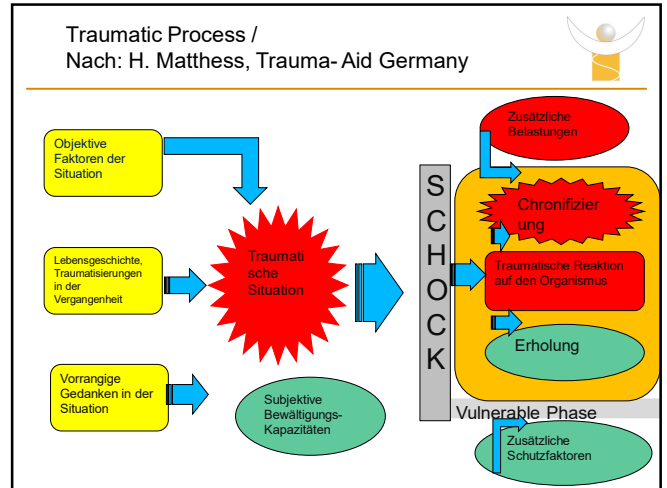 Traumatic Process /
Nach: H. Matthess, Trauma- Aid Germany
Objektive
Faktoren der
Situation
Lebensgeschichte,
Traumatisierungen
in der
Vergangenheit
Vorrangige
Gedanken in der
Situation
Traumati
sche
Situation
Subjektive
Bewältigungs-
Kapazitäten
S
C
H
O
C
K
Zusätzliche
Belastungen
Chronifizier
ung
Traumatische Reaktion
auf den Organismus
Erholung
Vulnerable Phase
Zusätzliche
Schutzfaktoren